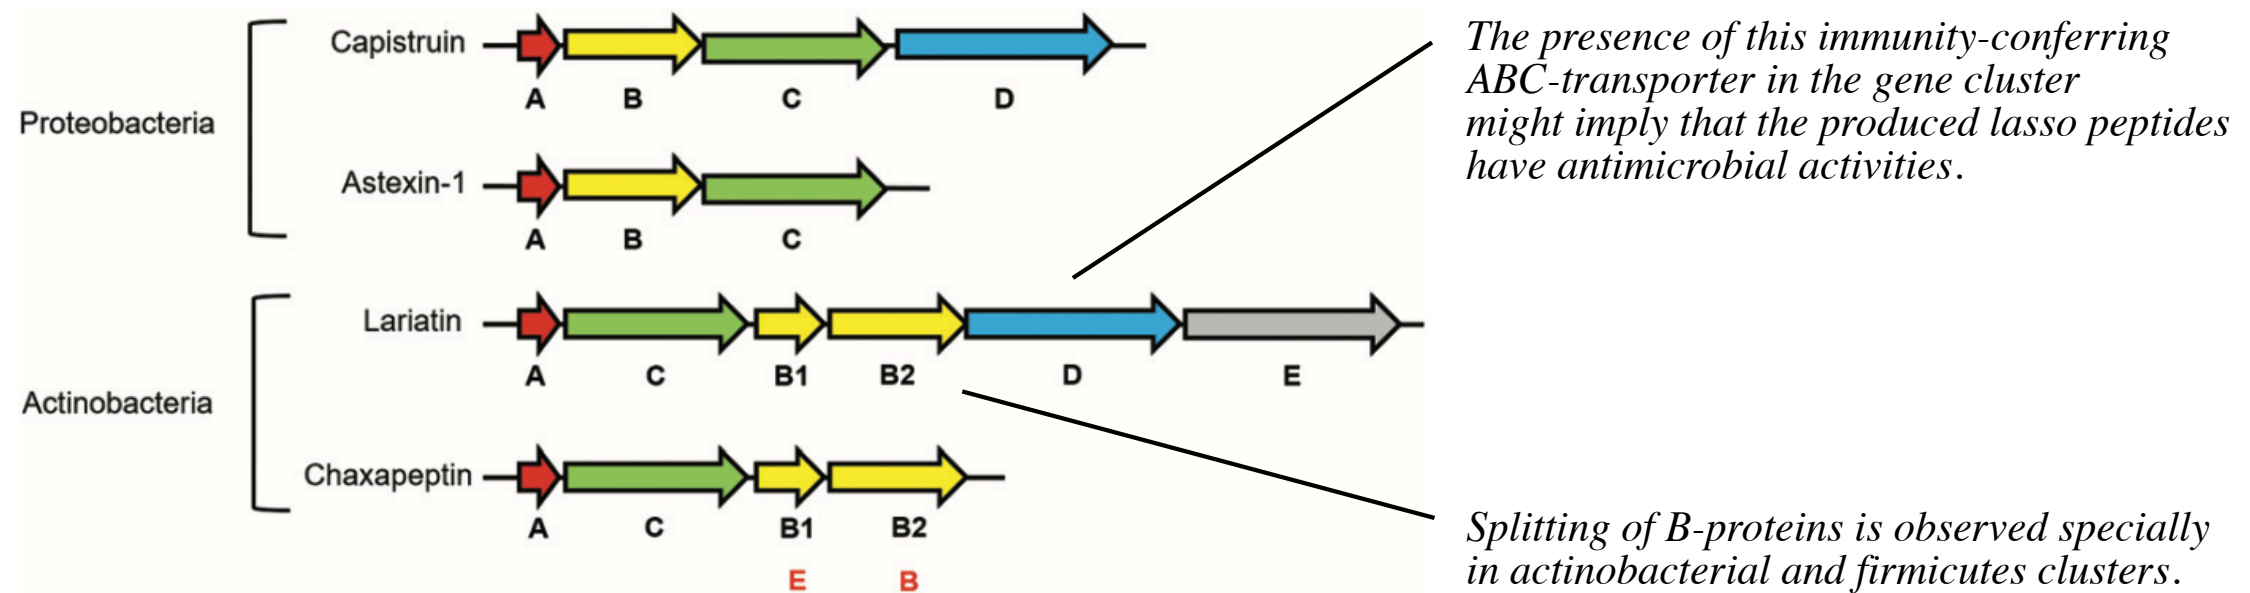 Proteobacteria
Capistruin
A B C D
Astexin-1
A B C
Actinobacteria
Lariatin
A C B1 B2 D E
Chaxapeptin
A C B1 B2
E B
The presence of this immunity-conferring
ABC-transporter in the gene cluster
might imply that the produced lasso peptides
have antimicrobial activities.
Splitting of B-proteins is observed specially
in actinobacterial and firmicutes clusters.